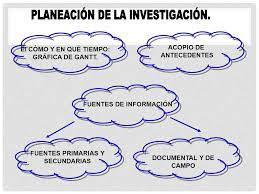 PLANEACIÓN DE LA INVESTIGACIÓN.
El CÓMO Y EN QUÉ TIEMPO:
GRÁFICA DE GANTT.
ACOPIO DE
ANTECEDENTES
FUENTES DE INFORMACIÓN
FUENTES PRIMARIAS Y
SECUNDARIAS
DOCUMENTAL Y DE
CAMPO